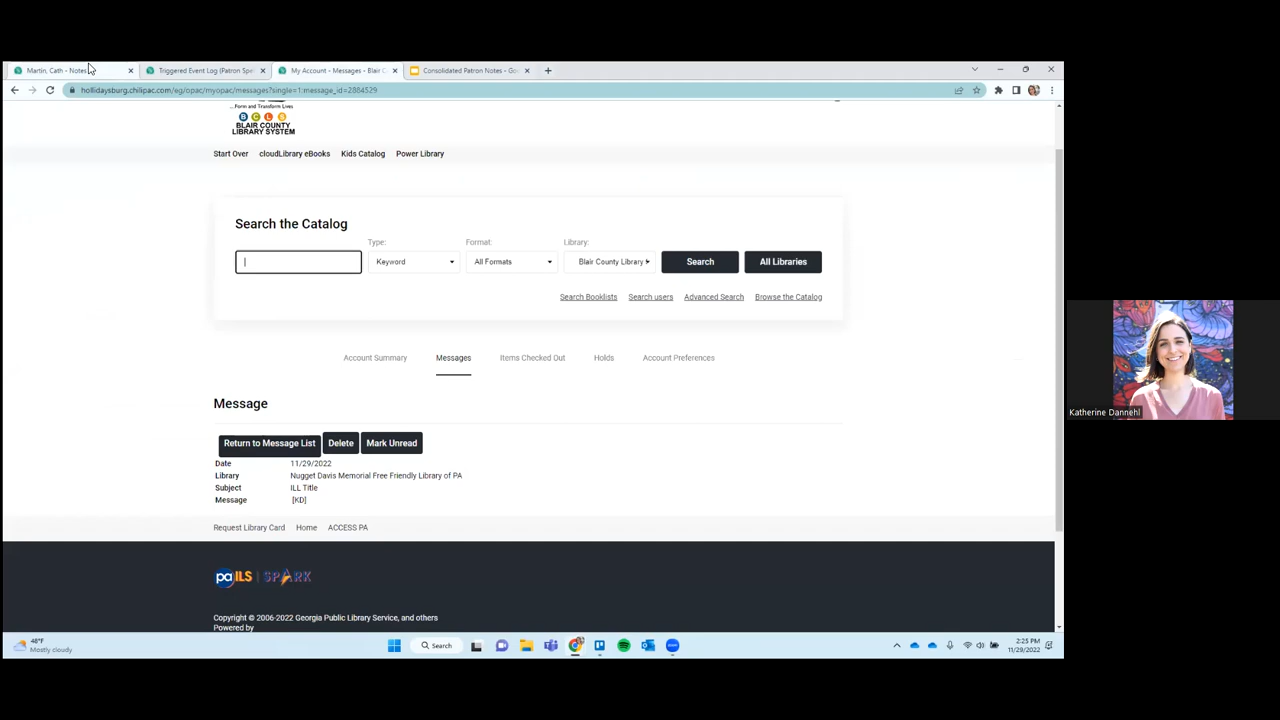 Martin, Cath - Notes
Triggered Event Log (Patron Spe
My Account - Messages - Blair C
Consolidated Patron Notes - Go
hollidaysburg.chilipac.com/eg/opac/myopac/messages?single=1;message_id=2884529
...Form and Transform Lives
B C L S
BLAIR COUNTY
LIBRARY SYSTEM
Start Over cloudLibrary eBooks Kids Catalog Power Library
Search the Catalog
Type: Format: Library:
Keyword All Formats Blair County Library Search All Libraries
Search Booklists Search users Advanced Search Browse the Catalog
Account Summary Messages Items Checked Out Holds Account Preferences
Message
Return to Message List Delete Mark Unread
Date 11/29/2022
Library Nugget Davis Memorial Free Friendly Library of PA
Subject ILL Title
Message [KD]
Request Library Card Home ACCESS PA
paILS SPARK
Copyright © 2006-2022 Georgia Public Library Service, and others
Powered by
48°F
Mostly cloudy
Search
2:25 PM
11/29/2022
Katherine Dannehl